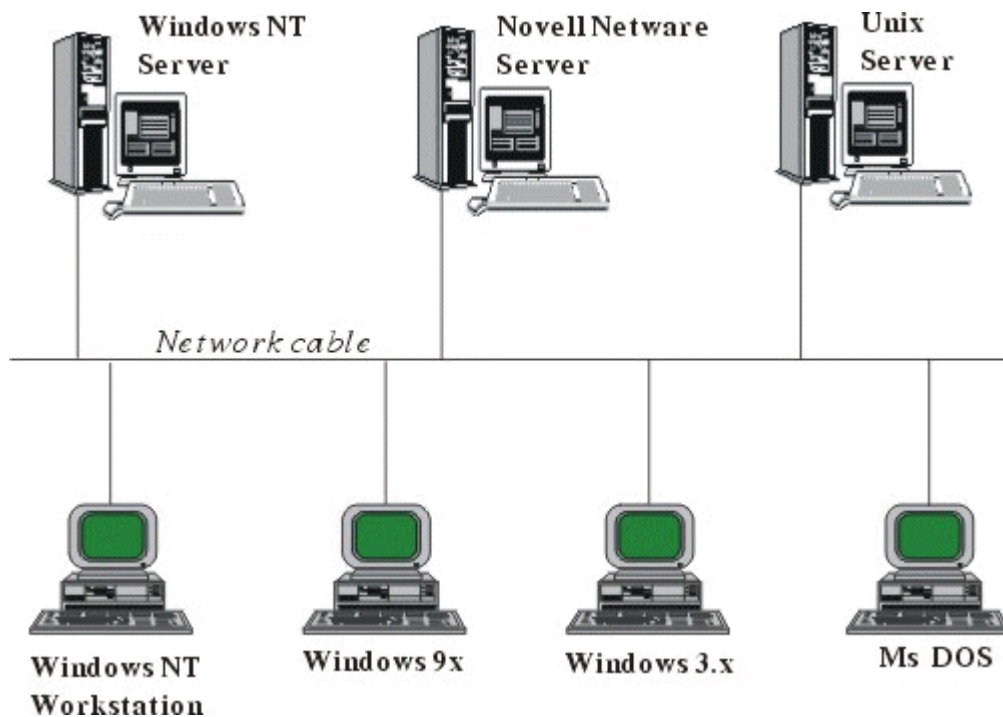 Windows NT
Server
Novell Netware
Server
Unix
Server
Network cable
Windows NT
Workstation
Windows 9x
Windows 3.x
Ms DOS